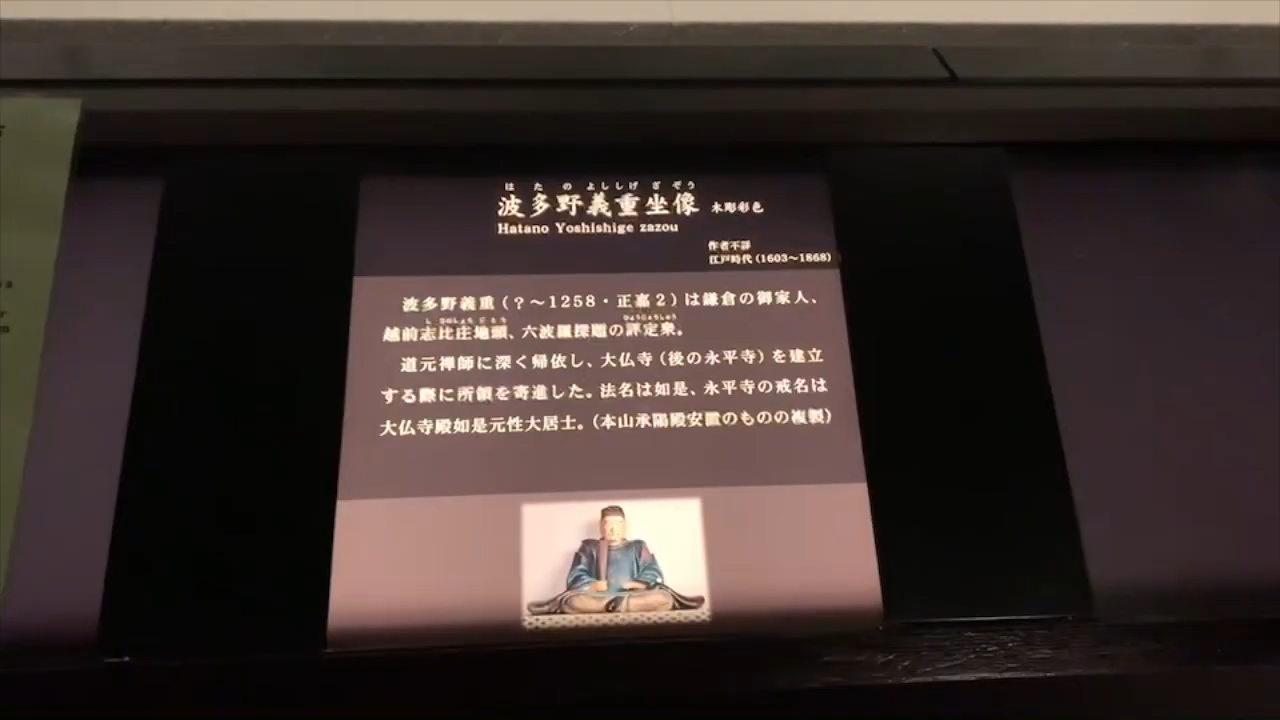 は た の よししげ ざ ぞう
波多野義重坐像 木彫彩色
Hatano Yoshishige zazou
作者不詳
江戸時代(1603〜1868)
波多野義重(?〜1258・正嘉2)は鎌倉の御家人、
越前志比庄地頭、六波羅探題の評定衆。
道元禅師に深く帰依し、大仏寺(後の永平寺)を建立
する際に所領を寄進した。法名は如是、永平寺の戒名は
大仏寺殿如是元性大居士。(本山承陽殿安置のものの複製)